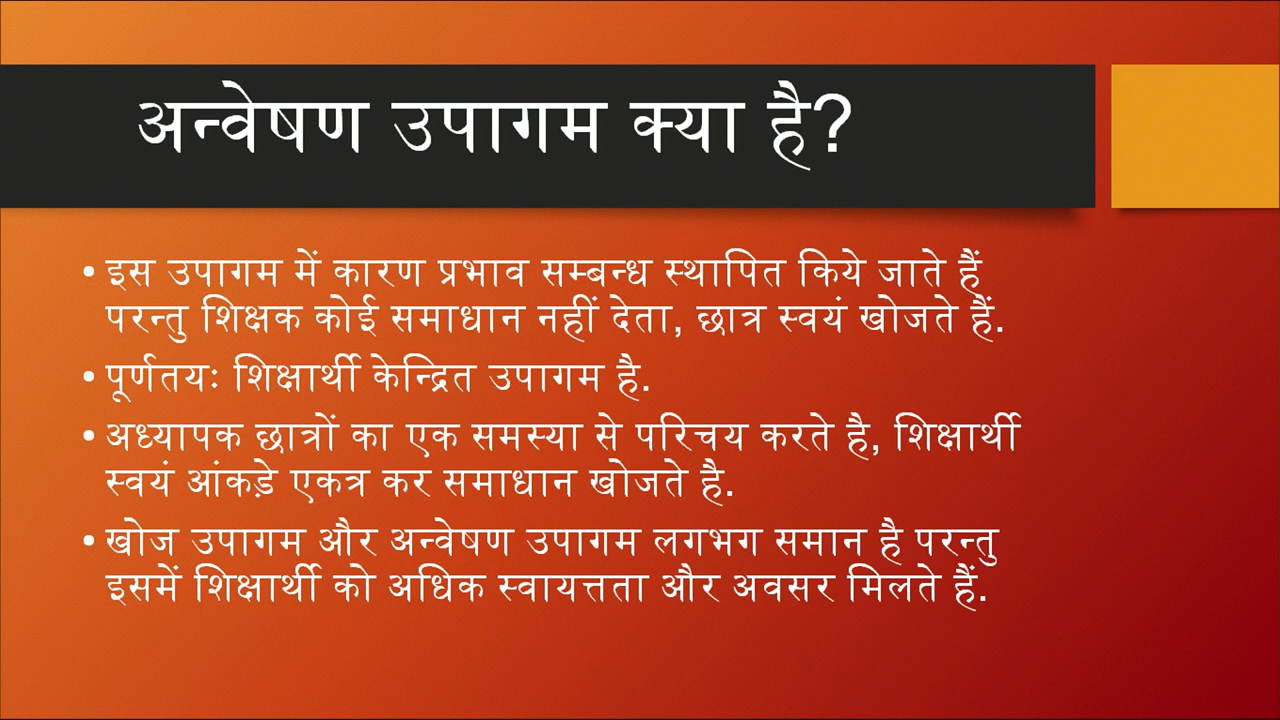 अन्वेषण उपागम क्या है?
• इस उपागम में कारण प्रभाव सम्बन्ध स्थापित किये जाते हैं
परन्तु शिक्षक कोई समाधान नहीं देता, छात्र स्वयं खोजते हैं.
• पूर्णतयः शिक्षार्थी केन्द्रित उपागम है.
• अध्यापक छात्रों का एक समस्या से परिचय करते है, शिक्षार्थी
स्वयं आंकड़े एकत्र कर समाधान खोजते है.
• खोज उपागम और अन्वेषण उपागम लगभग समान है परन्तु
इसमें शिक्षार्थी को अधिक स्वायत्तता और अवसर मिलते हैं.